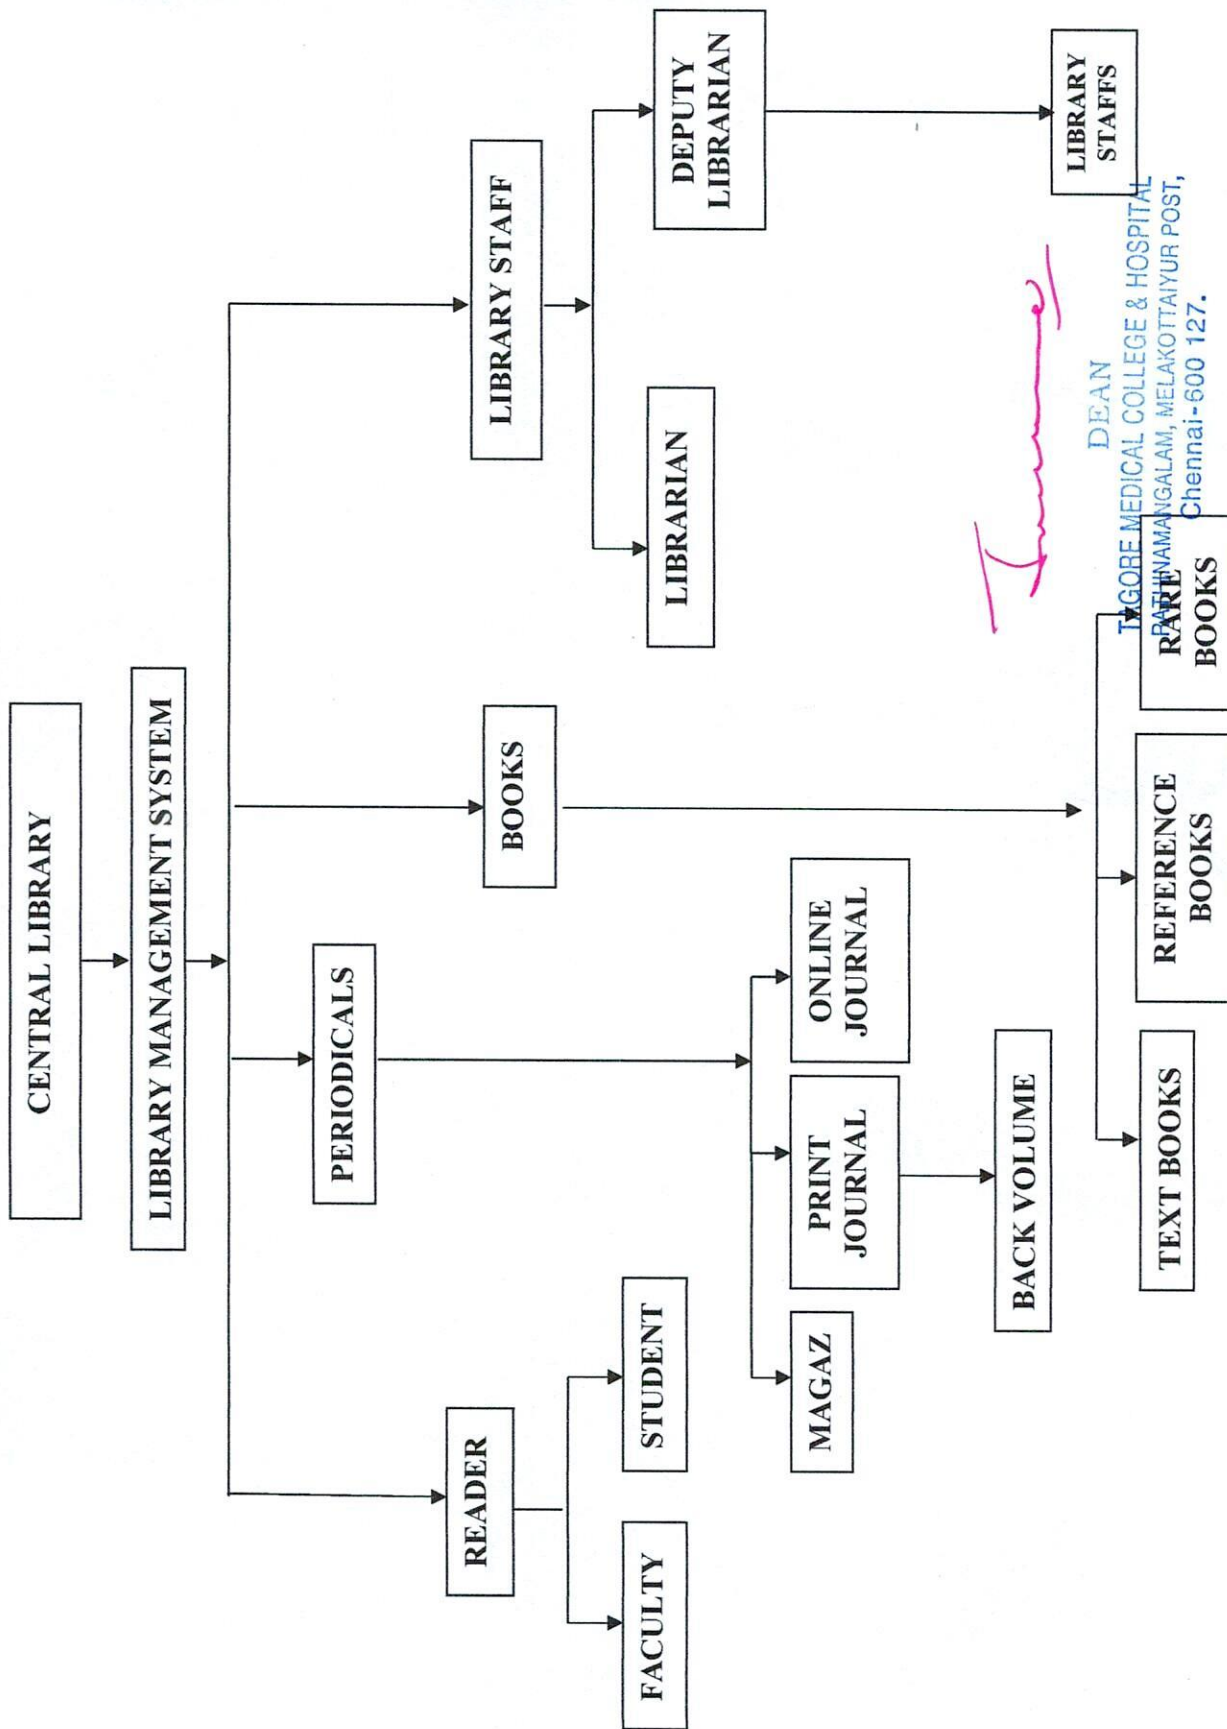 CENTRAL LIBRARY
LIBRARY MANAGEMENT SYSTEM
READER
FACULTY
STUDENT
PERIODICALS
MAGAZ
PRINT
JOURNAL
ONLINE
JOURNAL
BACK VOLUME
BOOKS
TEXT BOOKS
REFERENCE
BOOKS
RARE
BOOKS
LIBRARY STAFF
LIBRARIAN
DEPUTY
LIBRARIAN
LIBRARY
STAFFS
DEAN
TAGORE MEDICAL COLLEGE & HOSPITAL
RATHINAMANGALAM, MELAKOTTAIYUR POST,
Chennai-600 127.